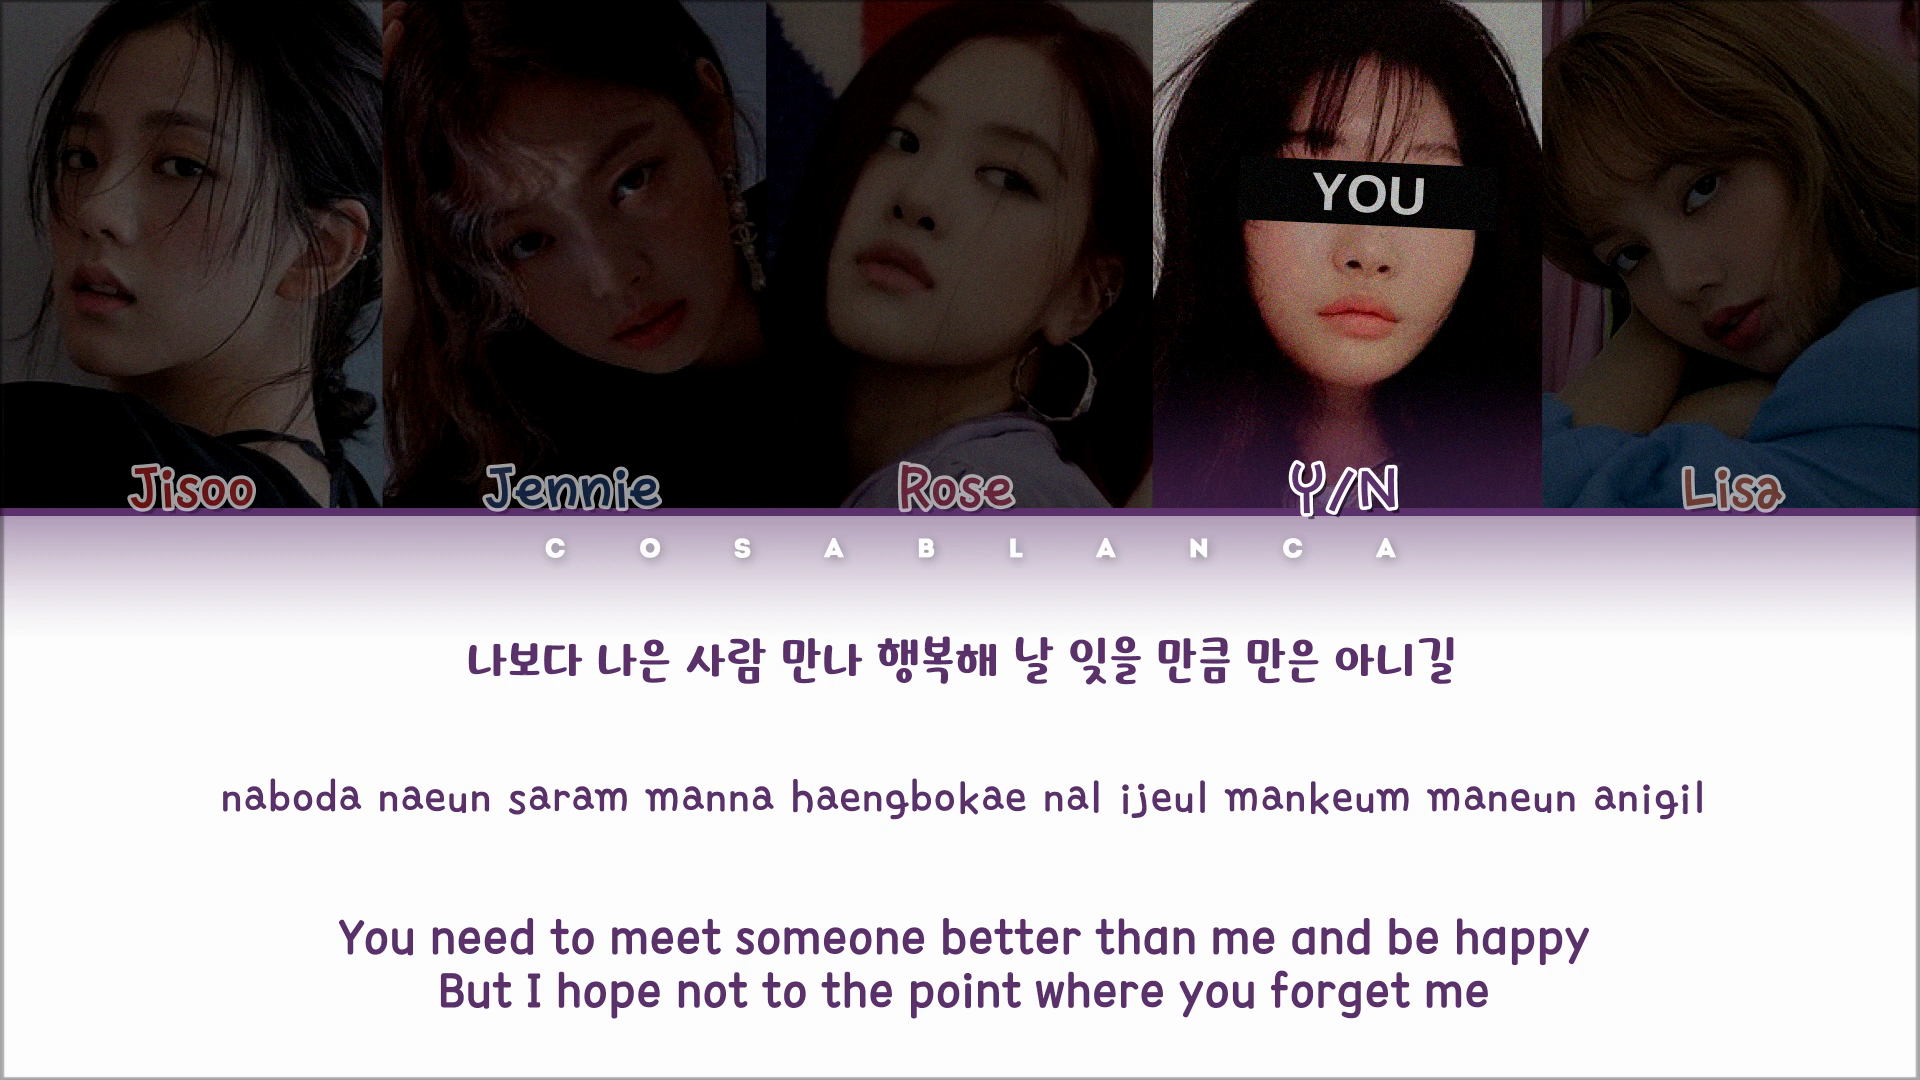 YOU
Jisoo Jennie Rose Y/N Lisa
COSABLANCA
나보다 나은 사람 만나 행복해 날 잊을 만큼 만은 아니길
naboda naeun saram manna haengbokae nal ijeul mankeum maneun anigil
You need to meet someone better than me and be happy
But I hope not to the point where you forget me